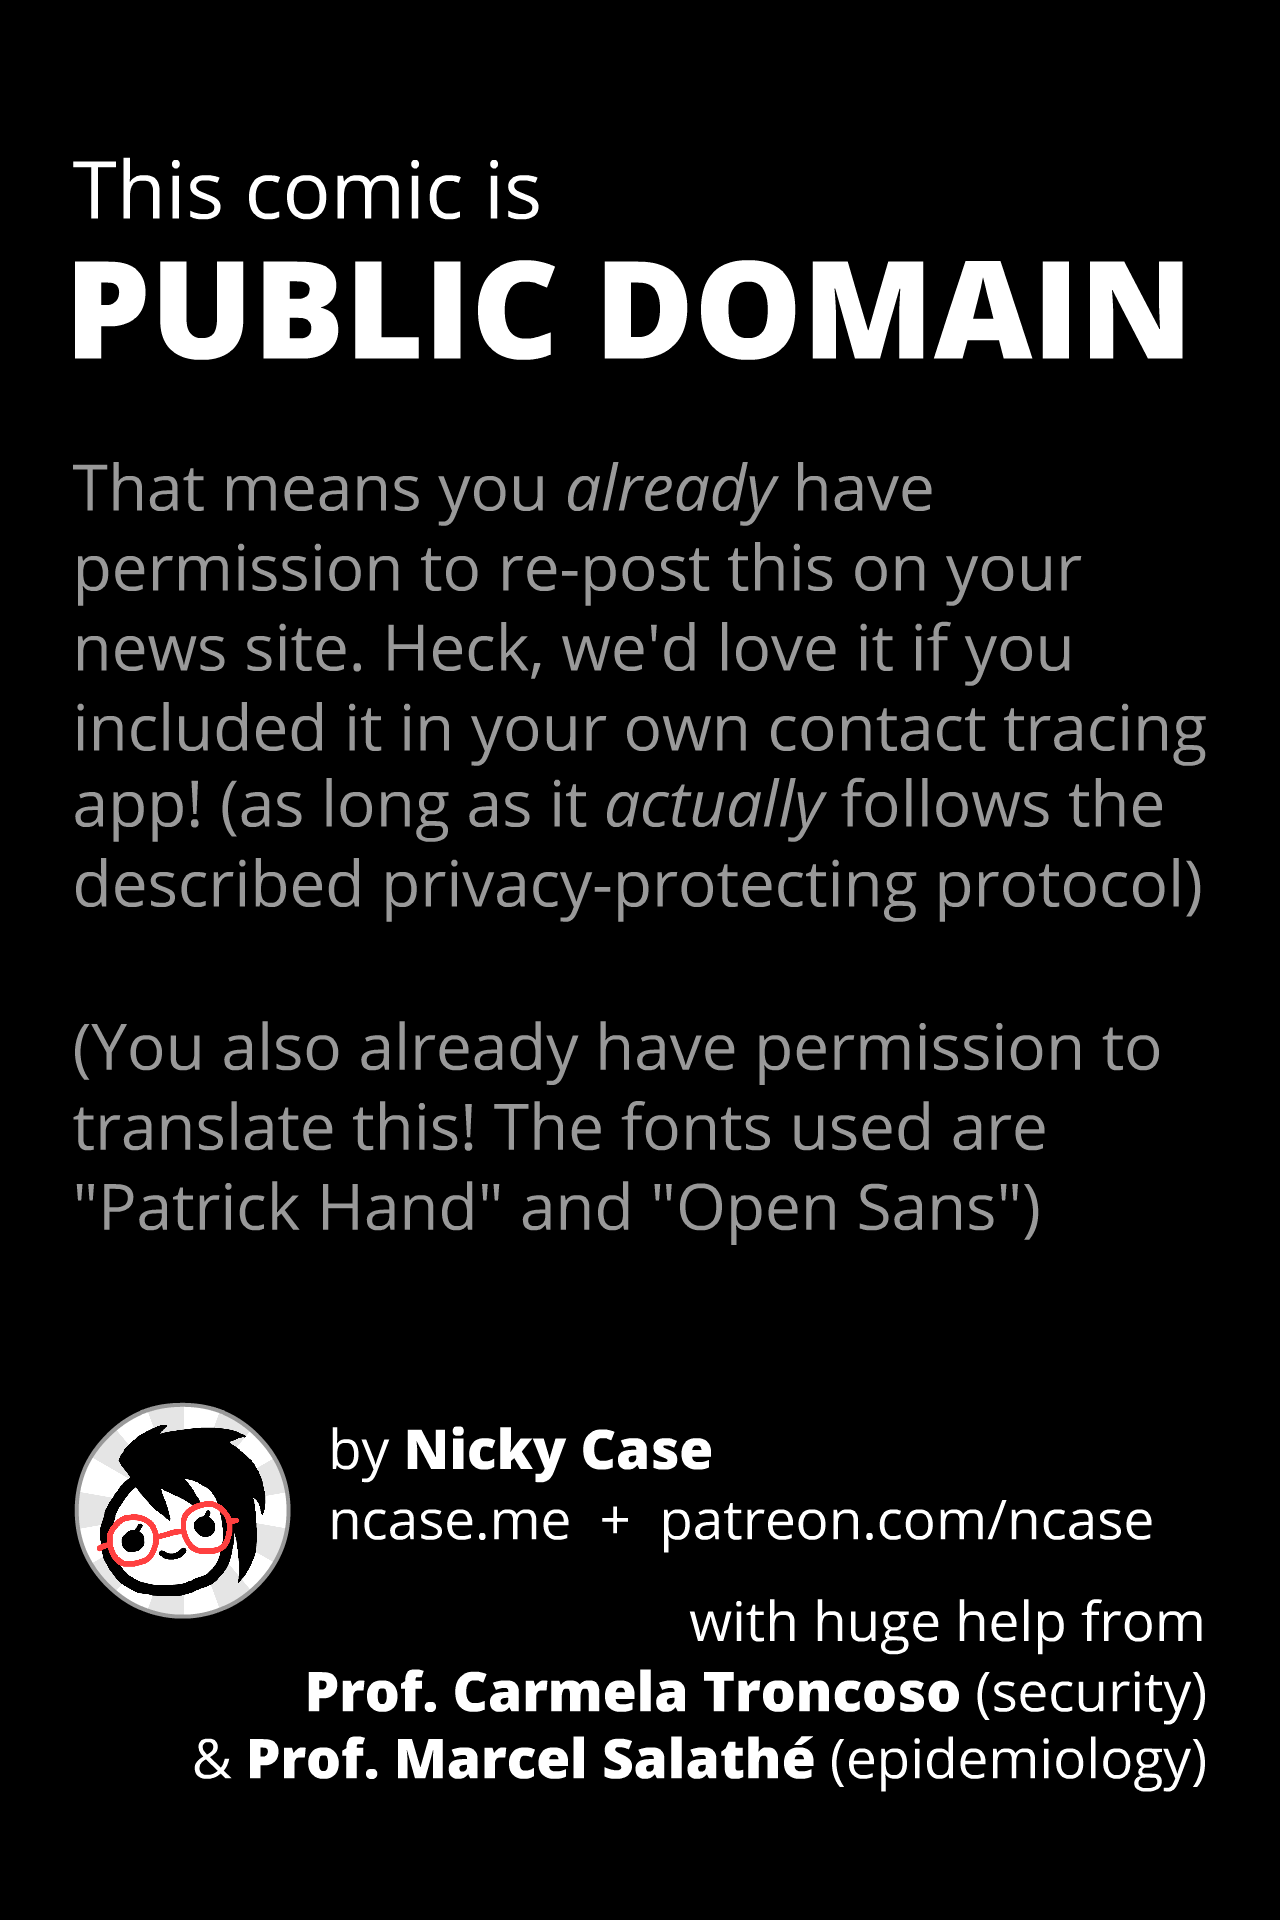 This comic is
PUBLIC DOMAIN
That means you already have
permission to re-post this on your
news site. Heck, we'd love it if you
included it in your own contact tracing
app! (as long as it actually follows the
described privacy-protecting protocol)
(You also already have permission to
translate this! The fonts used are
"Patrick Hand" and "Open Sans")
by Nicky Case
ncase.me + patreon.com/ncase
with huge help from
Prof. Carmela Troncoso (security)
& Prof. Marcel Salathé (epidemiology)